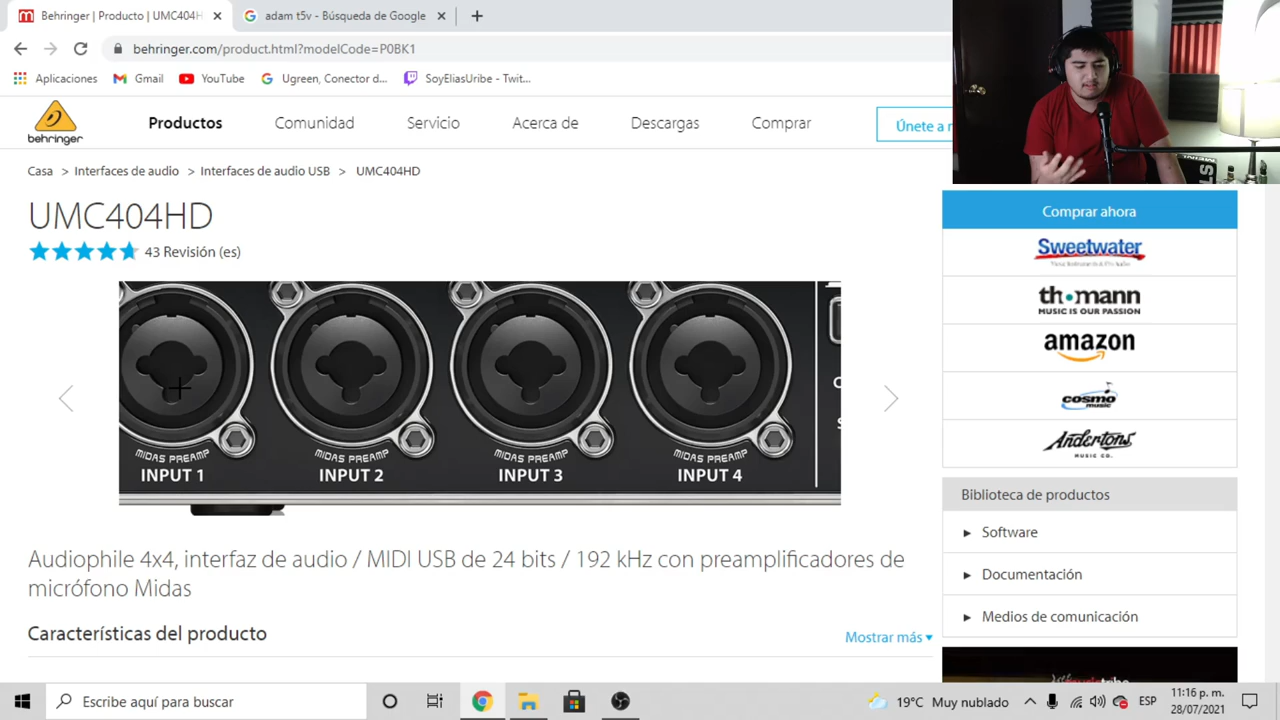 Behringer | Producto | UMC404H
adam t5v - Búsqueda de Google
behringer.com/product.html?modelCode=P0BK1
Aplicaciones
Gmail
YouTube
Ugreen, Conector d...
SoyEliasUribe - Twit...
behringer
Productos
Comunidad
Servicio
Acerca de
Descargas
Comprar
Únete a
Casa > Interfaces de audio > Interfaces de audio USB > UMC404HD
UMC404HD
43 Revisión (es)
MIDAS PREAMP
INPUT 1
MIDAS PREAMP
INPUT 2
MIDAS PREAMP
INPUT 3
MIDAS PREAMP
INPUT 4
Audiophile 4x4, interfaz de audio / MIDI USB de 24 bits / 192 kHz con preamplificadores de
micrófono Midas
Características del producto
Mostrar más
Comprar ahora
Sweetwater
th•mann
MUSIC IS OUR PASSION
amazon
cosmo
music
Andertons
MUSIC CO.
Biblioteca de productos
Software
Documentación
Medios de comunicación
Escribe aquí para buscar
19°C Muy nublado
ESP
11:16 p. m.
28/07/2021